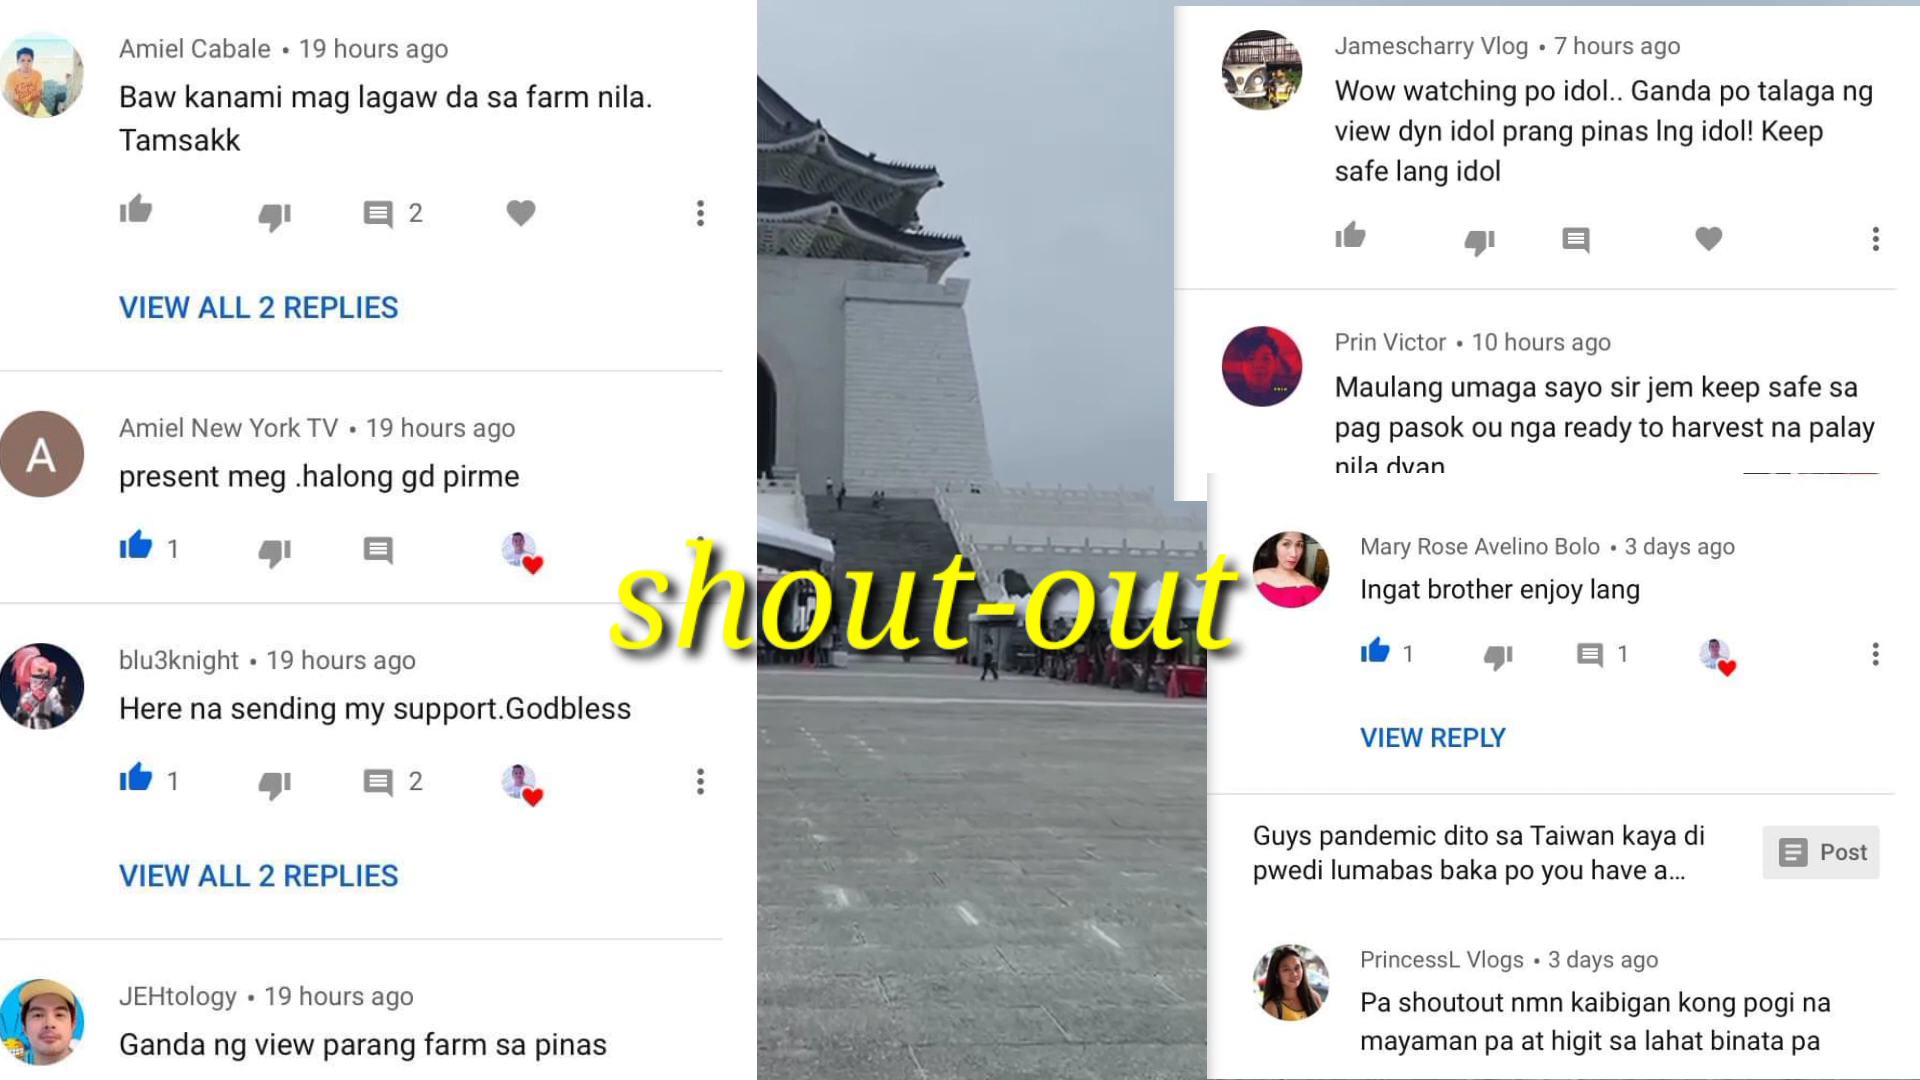 Amiel Cabale • 19 hours ago
Baw kanami mag lagaw da sa farm nila.
Tamsakk
2
VIEW ALL 2 REPLIES
A
Amiel New York TV • 19 hours ago
present meg .halong gd pirme
1
blu3knight • 19 hours ago
Here na sending my support.Godbless
1 2
VIEW ALL 2 REPLIES
JEHtology • 19 hours ago
Ganda ng view parang farm sa pinas
shout-out
Jamescharry Vlog • 7 hours ago
Wow watching po idol.. Ganda po talaga ng
view dyn idol prang pinas lng idol! Keep
safe lang idol
Prin Victor • 10 hours ago
Maulang umaga sayo sir jem keep safe sa
pag pasok ou nga ready to harvest na palay
nila dyan
Mary Rose Avelino Bolo • 3 days ago
Ingat brother enjoy lang
1 1
VIEW REPLY
Guys pandemic dito sa Taiwan kaya di
pwedi lumabas baka po you have a...
Post
PrincessL Vlogs • 3 days ago
Pa shoutout nmn kaibigan kong pogi na
mayaman pa at higit sa lahat binata pa